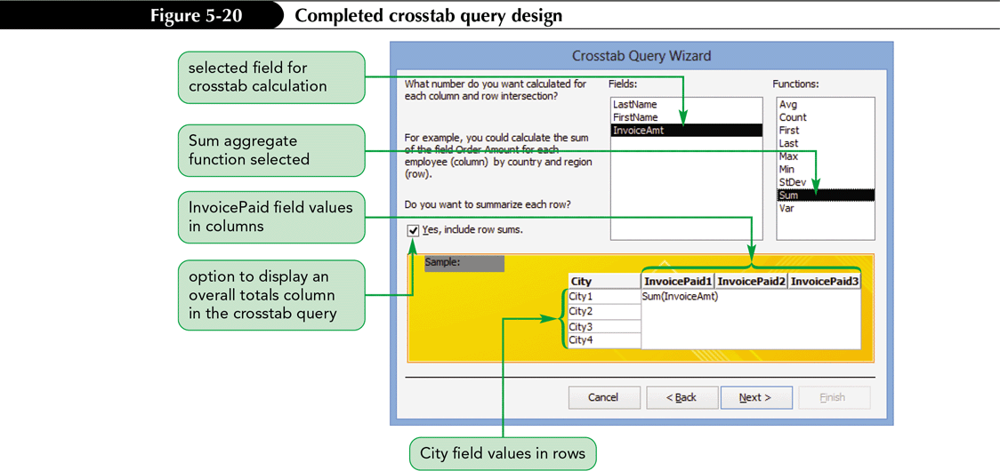 Figure 5-20 Completed crosstab query design
selected field for
crosstab calculation
Sum aggregate
function selected
InvoicePaid field values
in columns
option to display an
overall totals column
in the crosstab query
Crosstab Query Wizard
What number do you want calculated for
each column and row intersection?
For example, you could calculate the sum
of the field Order Amount for each
employee (column) by country and region
(row).
Do you want to summarize each row?
Yes, include row sums.
Fields:
LastName
FirstName
InvoiceAmt
Functions:
Avg
Count
First
Last
Max
Min
StDev
Sum
Var
Sample:
City InvoicePaid1 InvoicePaid2 InvoicePaid3
City1 Sum(InvoiceAmt)
City2
City3
City4
Cancel < Back Next > Finish
City field values in rows